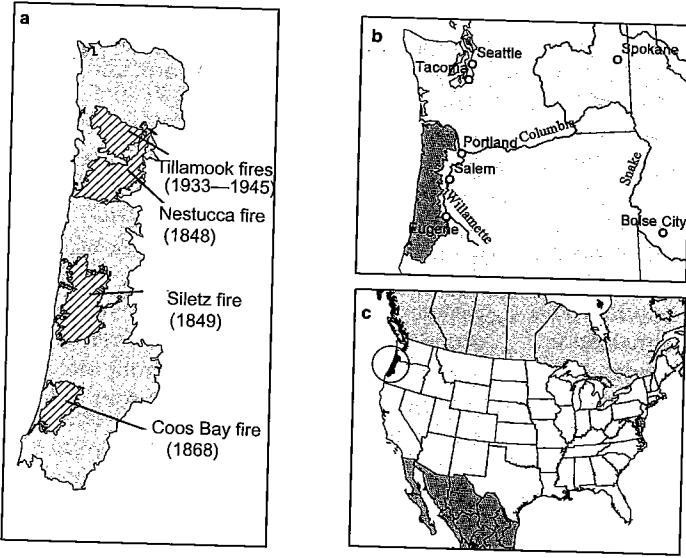 a
Tillamook fires
(1933—1945)
Nestucca fire
(1848)
Siletz fire
(1849)
Coos Bay fire
(1868)
b
Seattle
Tacoma
Spokane
Portland
Columbia
Salem
Snake
Willamette
Eugene
Boise City
c